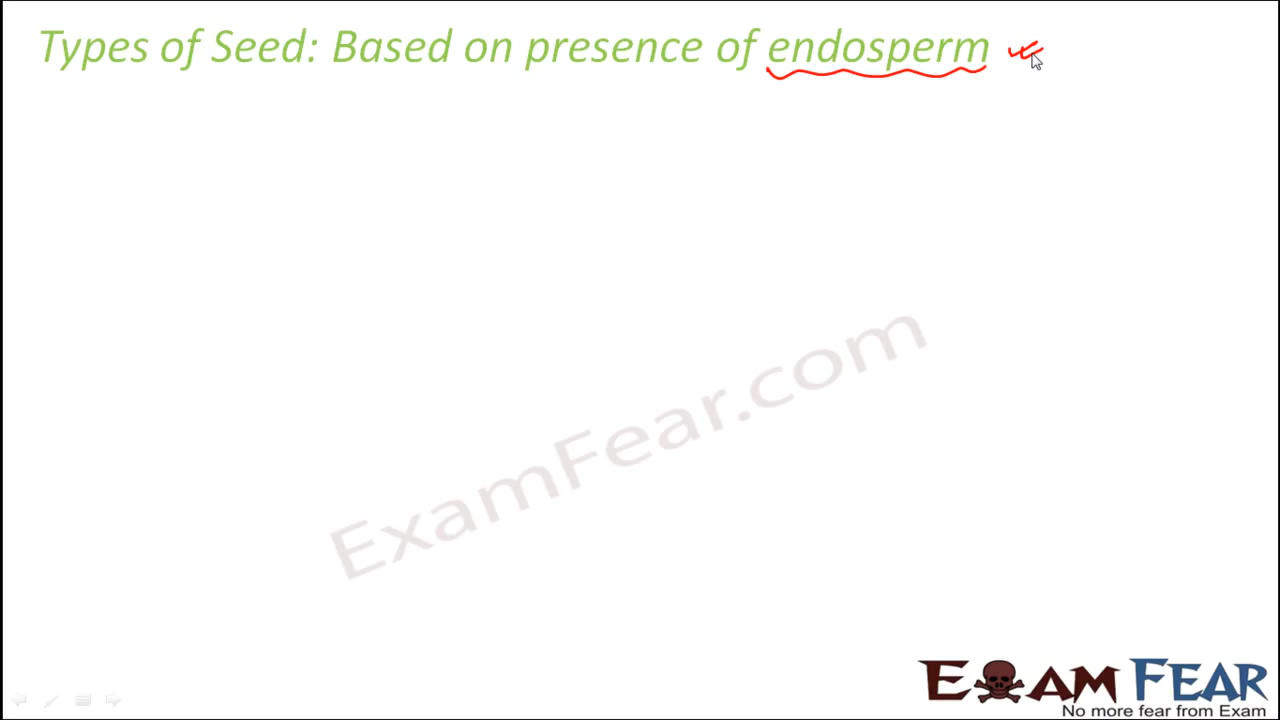 Types of Seed: Based on presence of endosperm
ExamFear.com
EXAM FEAR
No more fear from Exam